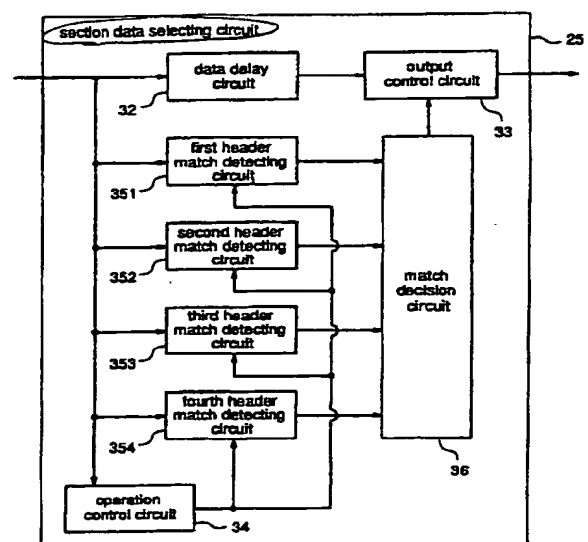 section data selecting circuit
25
data delay
circuit
32
output
control circuit
33
first header
match detecting
circuit
351
second header
match detecting
circuit
352
match
decision
circuit
third header
match detecting
circuit
353
fourth header
match detecting
circuit
354
36
operation
control circuit
34